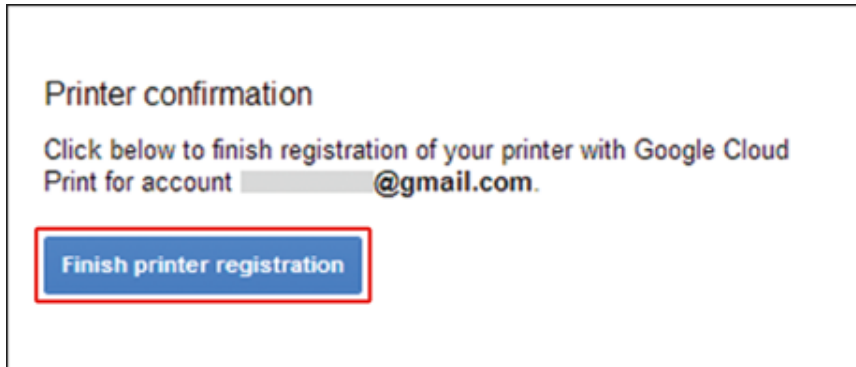 Printer confirmation
Click below to finish registration of your printer with Google Cloud
Print for account @gmail.com.
Finish printer registration